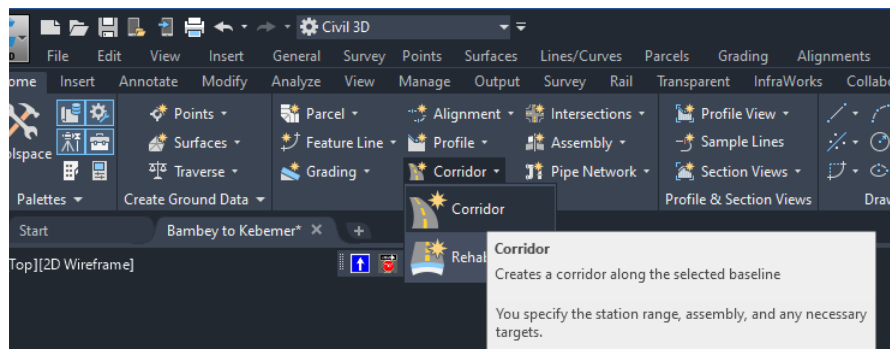 Civil 3D
File Edit View Insert General Survey Points Surfaces Lines/Curves Parcels Grading Alignments
ome Insert Annotate Modify Analyze View Manage Output Survey Rail Transparent InfraWorks Collab
Points Parcel Alignment Intersections Profile View
Surfaces Feature Line Profile Assembly Sample Lines
olspace Traverse Grading Corridor Pipe Network Section Views
Palettes Create Ground Data Profile & Section Views Draw
Corridor
Start Bambey to Kebemer*
Top][2D Wireframe] Rehab
Corridor
Creates a corridor along the selected baseline
You specify the station range, assembly, and any necessary
targets.